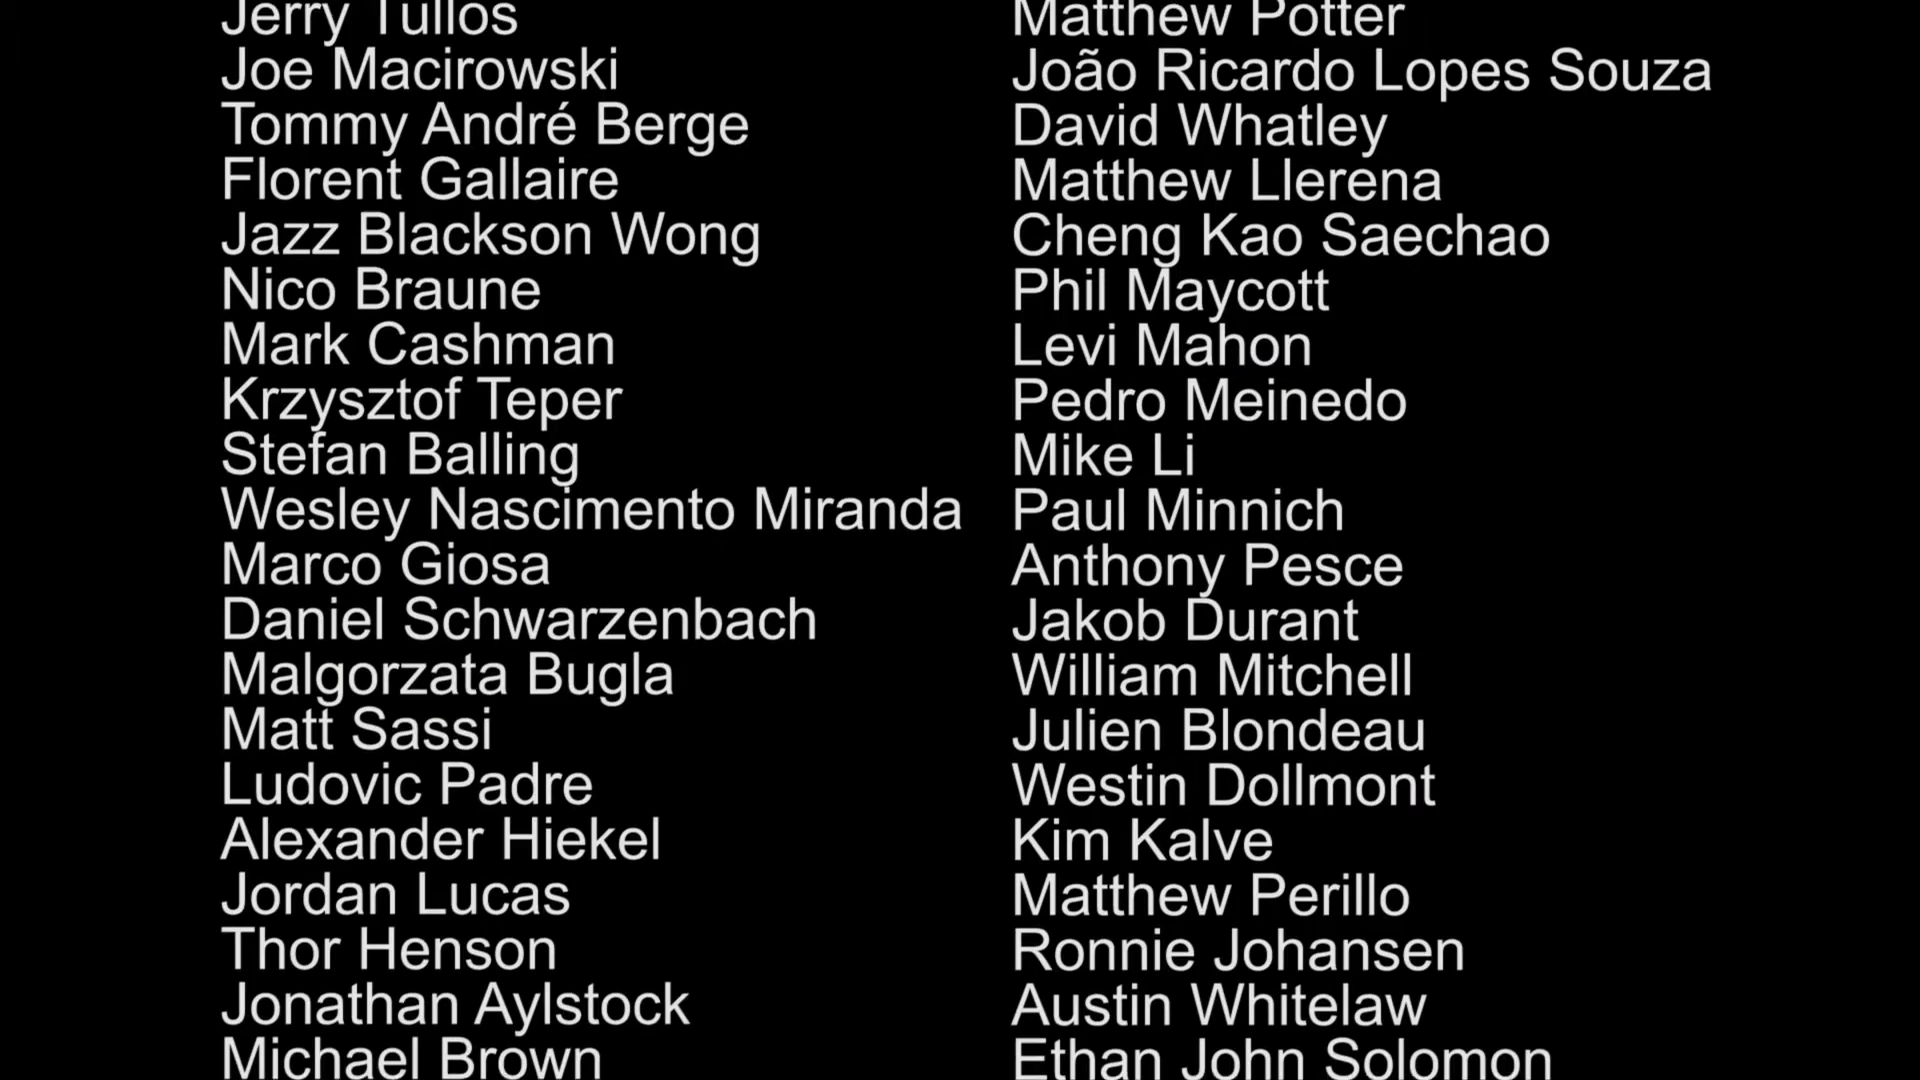 Jerry Tullos
Joe Macirowski
Tommy André Berge
Florent Gallaire
Jazz Blackson Wong
Nico Braune
Mark Cashman
Krzysztof Teper
Stefan Balling
Wesley Nascimento Miranda
Marco Giosa
Daniel Schwarzenbach
Malgorzata Bugla
Matt Sassi
Ludovic Padre
Alexander Hiekel
Jordan Lucas
Thor Henson
Jonathan Aylstock
Michael Brown
Matthew Potter
João Ricardo Lopes Souza
David Whatley
Matthew Llerena
Cheng Kao Saechao
Phil Maycott
Levi Mahon
Pedro Meinedo
Mike Li
Paul Minnich
Anthony Pesce
Jakob Durant
William Mitchell
Julien Blondeau
Westin Dollmont
Kim Kalve
Matthew Perillo
Ronnie Johansen
Austin Whitelaw
Ethan John Solomon